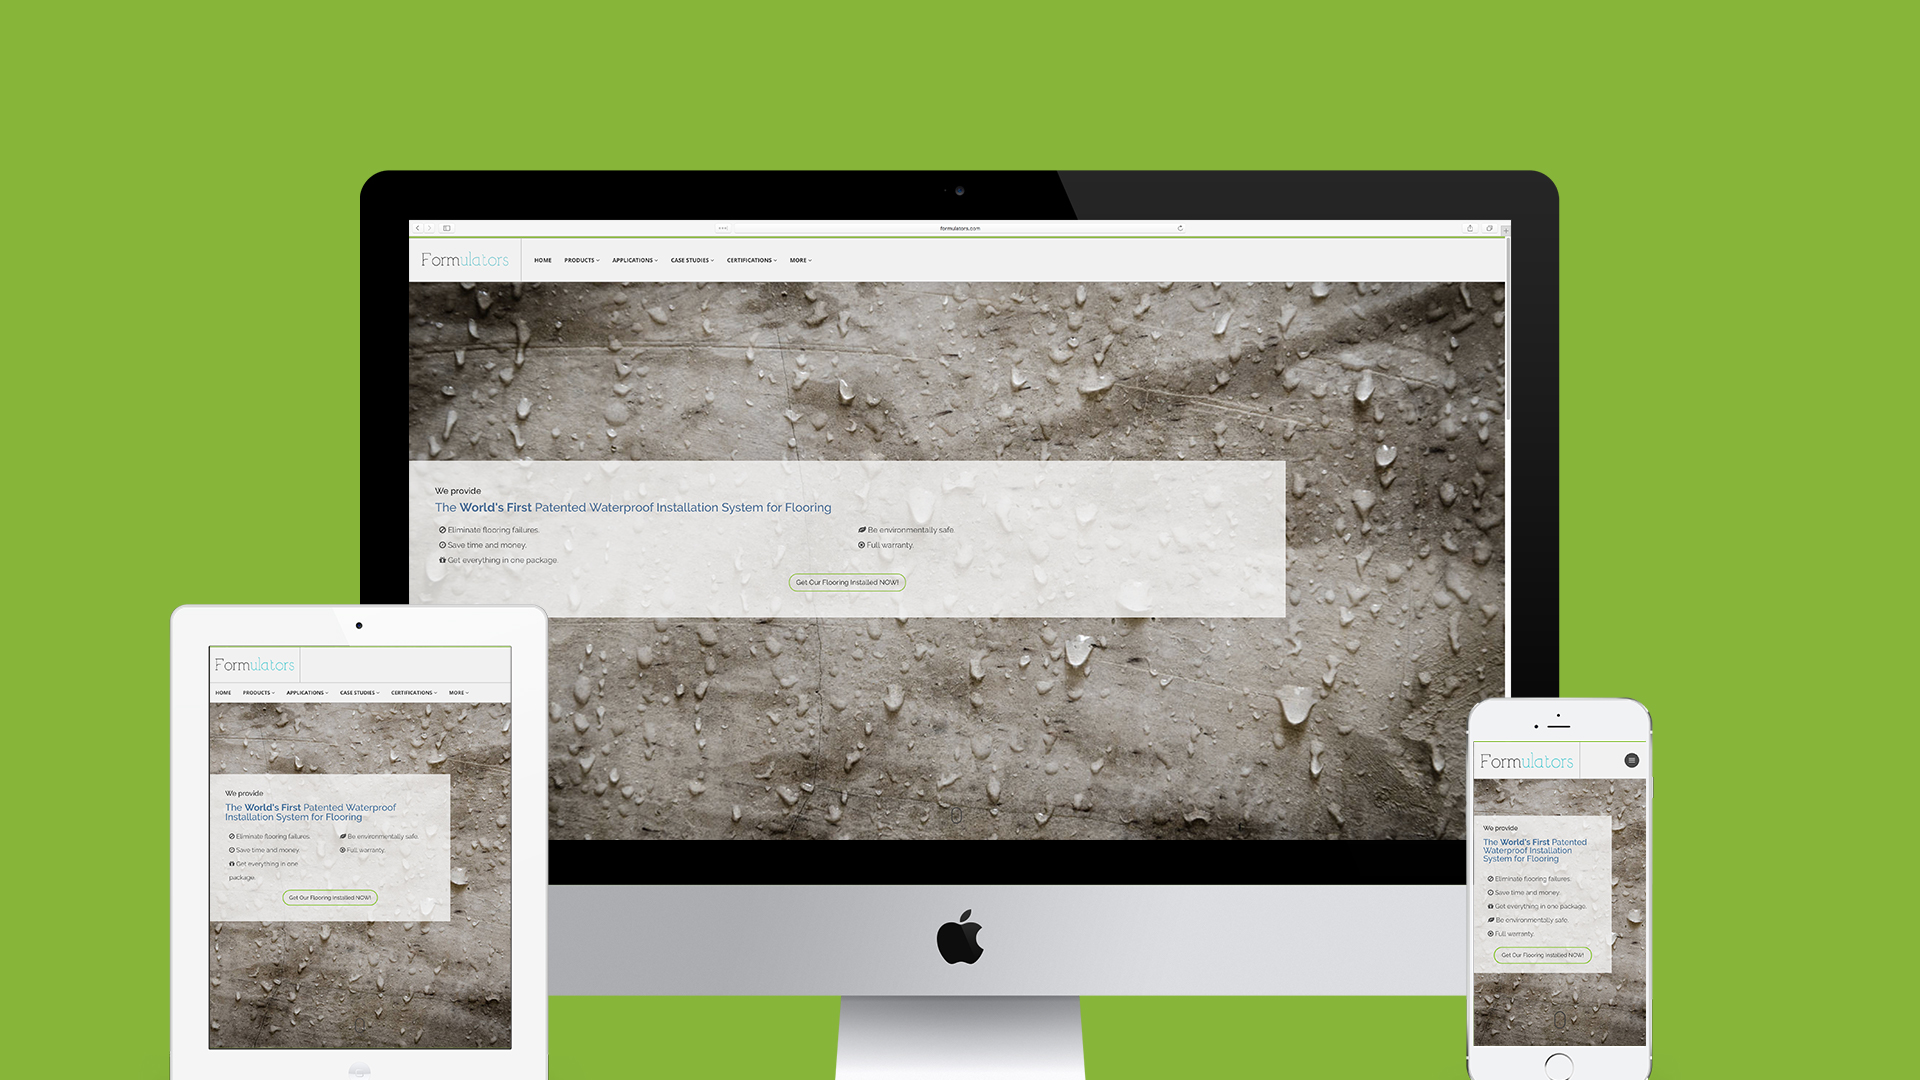 formulators.com
Formulators
HOME PRODUCTS APPLICATIONS CASE STUDIES CERTIFICATIONS MORE
We provide
The World's First Patented Waterproof Installation System for Flooring
Eliminate flooring failures.
Save time and money.
Get everything in one package.
Be environmentally safe.
Full warranty.
Get Our Flooring Installed NOW!
Formulators
HOME PRODUCTS APPLICATIONS CASE STUDIES CERTIFICATIONS MORE
We provide
The World's First Patented Waterproof
Installation System for Flooring
Eliminate flooring failures.
Save time and money.
Get everything in one
package.
Be environmentally safe.
Full warranty.
Get Our Flooring Installed NOW!
Formulators
We provide
The World's First Patented
Waterproof Installation
System for Flooring
Eliminate flooring failures.
Save time and money.
Get everything in one package.
Be environmentally safe.
Full warranty.
Get Our Flooring Installed NOW!